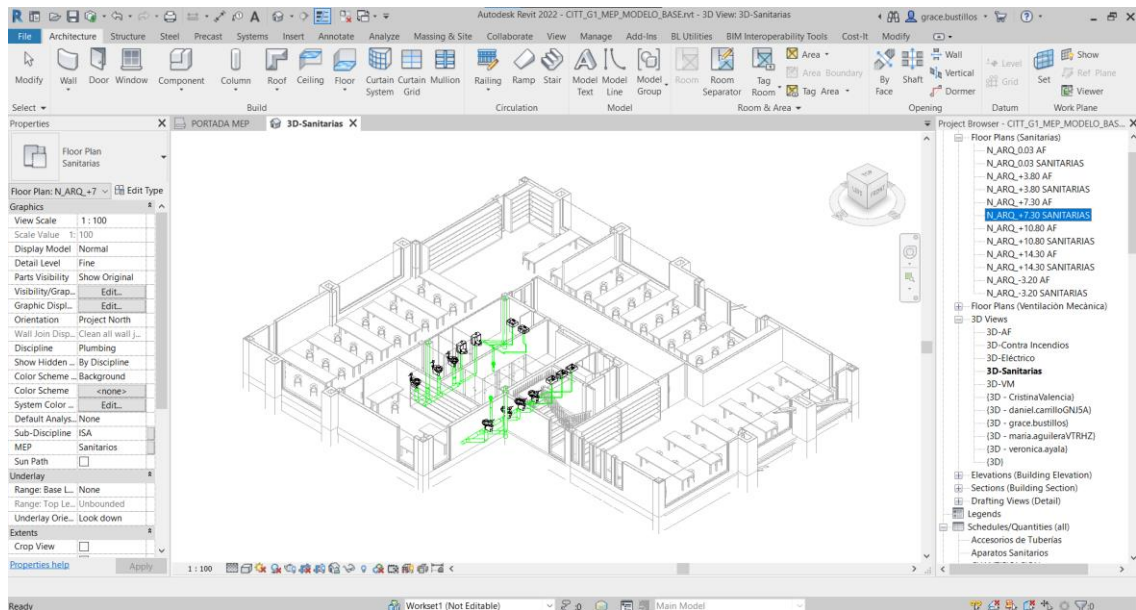 Autodesk Revit 2022 - CITT_G1_MEP_MODELO_BASE.rvt - 3D View: 3D-Sanitarias
grace.bustillos
File Architecture Structure Steel Precast Systems Insert Annotate Analyze Massing & Site Collaborate View Manage Add-Ins BL Utilities BIM Interoperability Tools Cost-It Modify
Modify
Wall
Door
Window
Component
Column
Roof
Ceiling
Floor
Curtain System
Curtain Grid
Mullion
Railing
Ramp
Stair
Model Text
Model Line
Model Group
Room
Room Separator
Tag Room
Area
Area Boundary
Tag Area
By Face
Shaft
Wall
Vertical
Dormer
Level
Grid
Set
Show
Ref Plane
Viewer
Select
Build
Circulation
Model
Room & Area
Opening
Datum
Work Plane
Properties
PORTADA MEP
3D-Sanitarias
Project Browser - CITT_G1_MEP_MODELO_BAS...
Floor Plan
Sanitarias
Floor Plan: N_ARQ_+7
Edit Type
Graphics
View Scale 1 : 100
Scale Value 1: 100
Display Model Normal
Detail Level Fine
Parts Visibility Show Original
Visibility/Grap... Edit...
Graphic Displ... Edit...
Orientation Project North
Wall Join Disp... Clean all wall j...
Discipline Plumbing
Show Hidden ... By Discipline
Color Scheme ... Background
Color Scheme <none>
System Color ... Edit...
Default Analys... None
Sub-Discipline ISA
MEP Sanitarios
Sun Path
Underlay
Range: Base L... None
Range: Top Le... Unbounded
Underlay Orie... Look down
Extents
Crop View
Properties help
Apply
TOP
LEFT
FRONT
1 : 100
Floor Plans (Sanitarias)
N_ARQ_0.03 AF
N_ARQ_0.03 SANITARIAS
N_ARQ_+3.80 AF
N_ARQ_+3.80 SANITARIAS
N_ARQ_+7.30 AF
N_ARQ_+7.30 SANITARIAS
N_ARQ_+10.80 AF
N_ARQ_+10.80 SANITARIAS
N_ARQ_+14.30 AF
N_ARQ_+14.30 SANITARIAS
N_ARQ_-3.20 AF
N_ARQ_-3.20 SANITARIAS
Floor Plans (Ventilación Mecánica)
3D Views
3D-AF
3D-Contra Incendios
3D-Eléctrico
3D-Sanitarias
3D-VM
{3D - CristinaValencia}
{3D - daniel.carrilloGNJ5A}
{3D - grace.bustillos}
{3D - maria.aguileraVTRHZ}
{3D - veronica.ayala}
{3D}
Elevations (Building Elevation)
Sections (Building Section)
Drafting Views (Detail)
Legends
Schedules/Quantities (all)
Accesorios de Tuberías
Aparatos Sanitarios
Ready
Workset1 (Not Editable)
:0
Main Model
:0